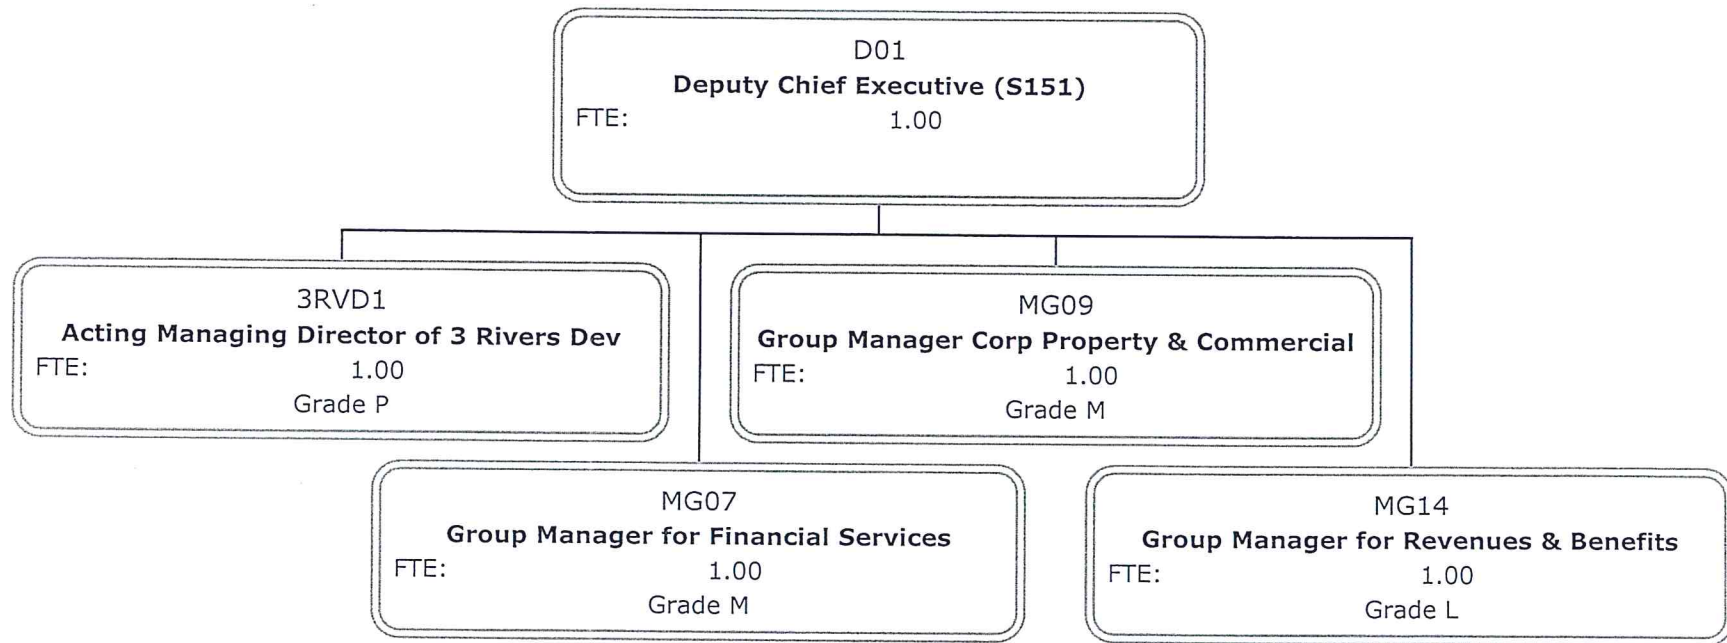 D01
Deputy Chief Executive (S151)
FTE: 1.00
3RVD1
Acting Managing Director of 3 Rivers Dev
FTE: 1.00
Grade P
MG09
Group Manager Corp Property & Commercial
FTE: 1.00
Grade M
MG07
Group Manager for Financial Services
FTE: 1.00
Grade M
MG14
Group Manager for Revenues & Benefits
FTE: 1.00
Grade L